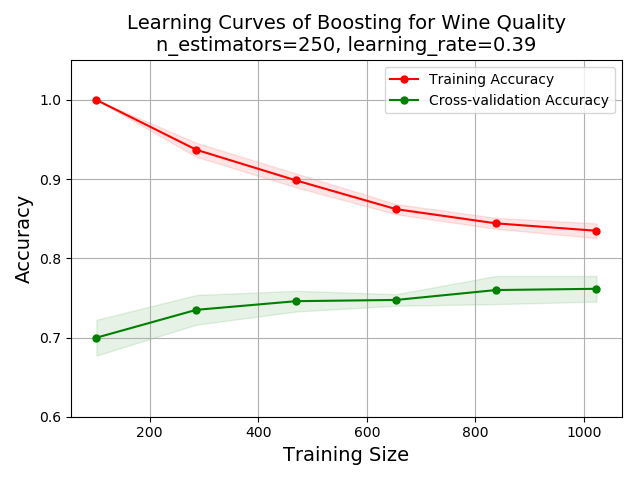 Learning Curves of Boosting for Wine Quality
n_estimators=250, learning_rate=0.39
Training Accuracy
Cross-validation Accuracy
Accuracy
1.0
0.9
0.8
0.7
0.6
200 400 600 800 1000
Training Size